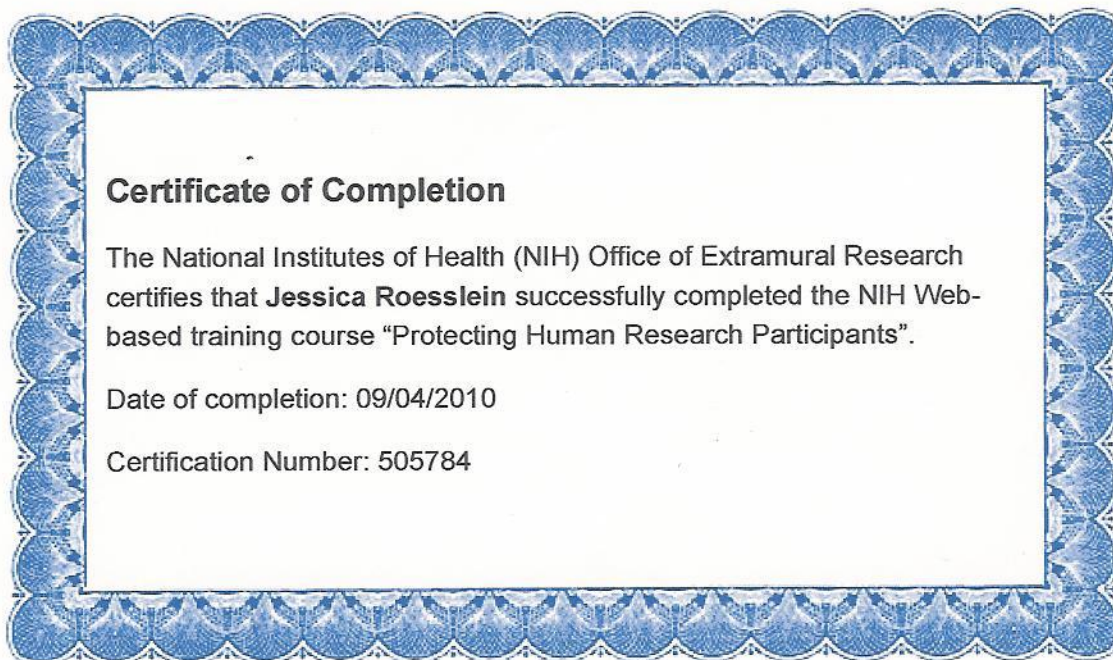 Certificate of Completion
The National Institutes of Health (NIH) Office of Extramural Research
certifies that Jessica Roesslein successfully completed the NIH Web-
based training course “Protecting Human Research Participants”.
Date of completion: 09/04/2010
Certification Number: 505784